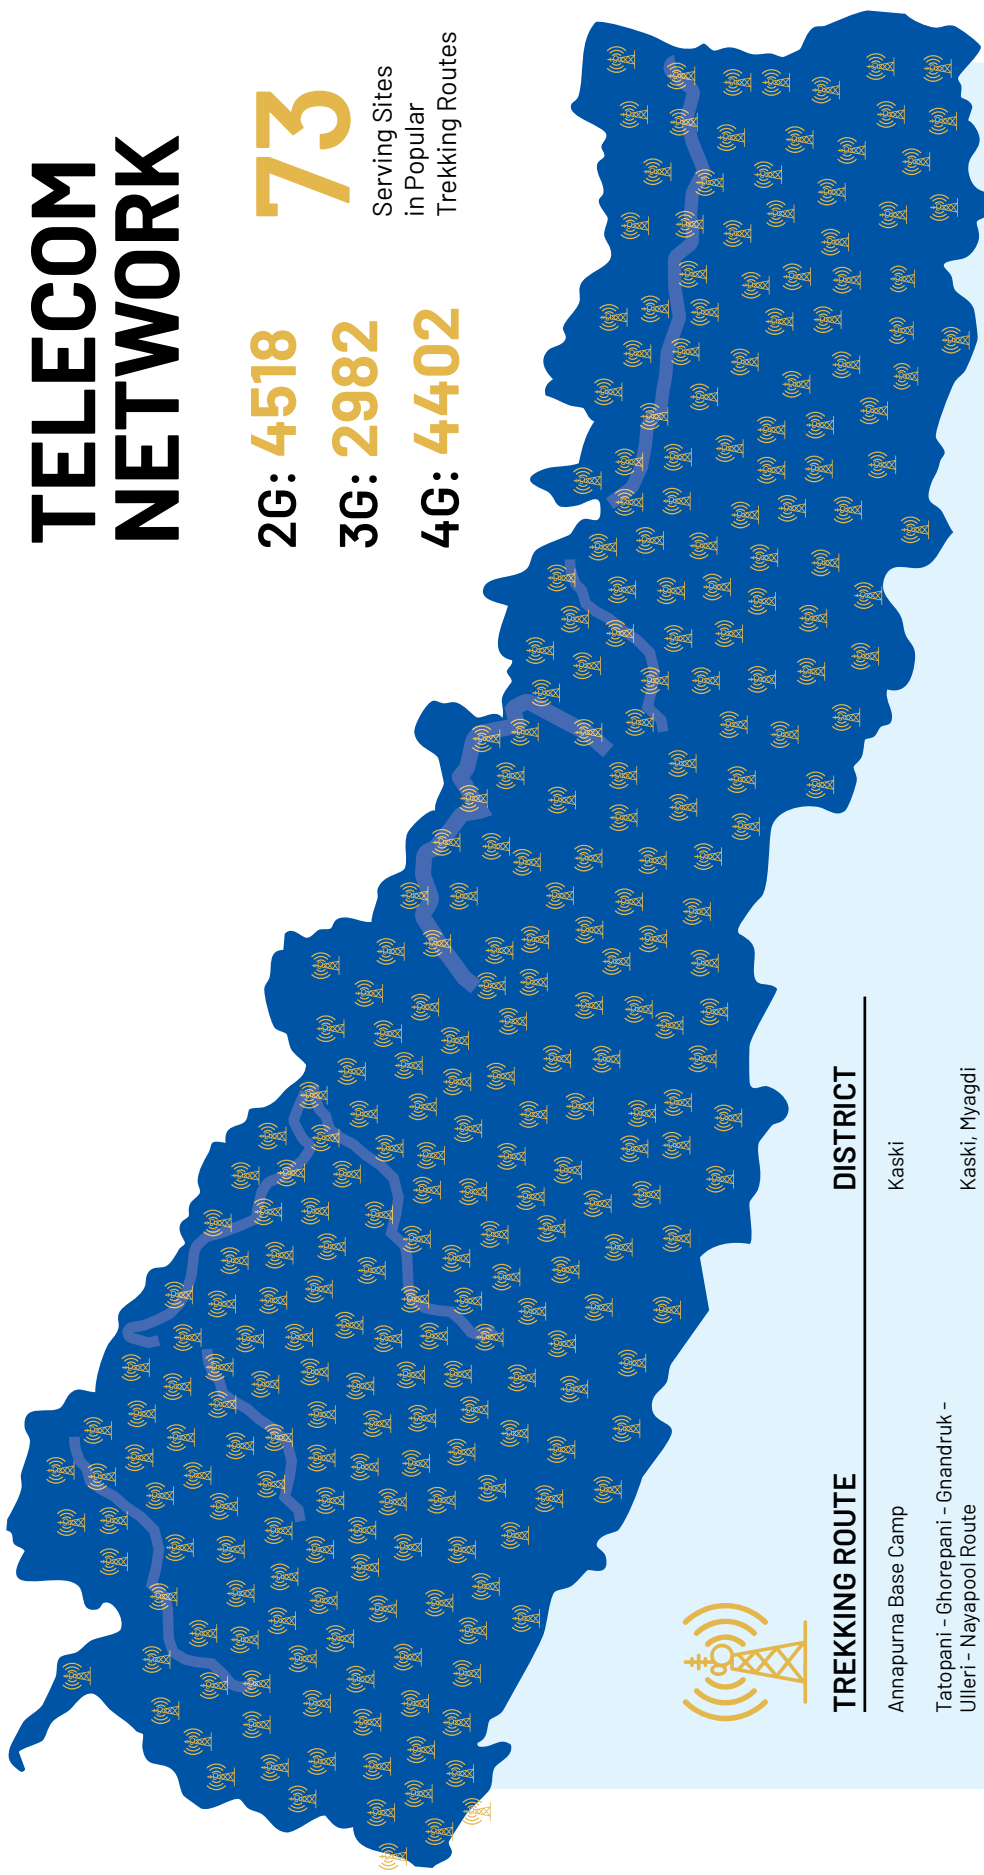 TELECOM
NETWORK
2G: 4518
3G: 2982
4G: 4402
73
Serving Sites
in Popular
Trekking Routes
TREKKING ROUTE
DISTRICT
Annapurna Base Camp
Kaski
Tatopani - Ghorepani - Gnandruk -
Ulleri – Nayapool Route
Kaski, Myagdi